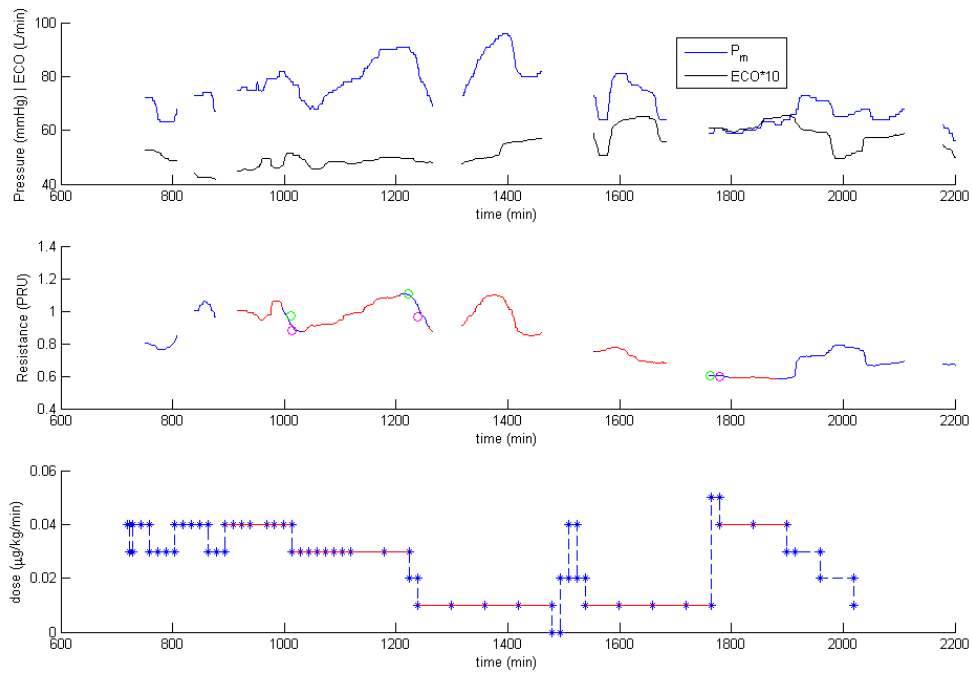 100
80
60
40
Pressure (mmHg) | ECO (L/min)
P_m
ECO*10
600 800 1000 1200 1400 1600 1800 2000 2200
time (min)
1.4
1.2
1
0.8
0.6
0.4
Resistance (PRU)
600 800 1000 1200 1400 1600 1800 2000 2200
time (min)
0.06
0.04
0.02
0
dose (µg/kg/min)
600 800 1000 1200 1400 1600 1800 2000 2200
time (min)